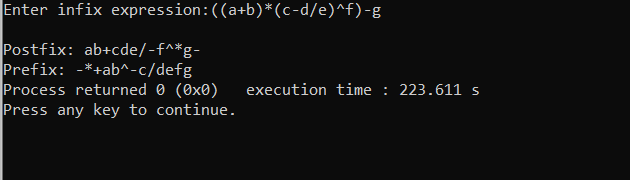 Enter infix expression:((a+b)*(c-d/e)^f)-g
Postfix: ab+cde/-f^*g-
Prefix: -*+ab^-c/defg
Process returned 0 (0x0)   execution time : 223.611 s
Press any key to continue.